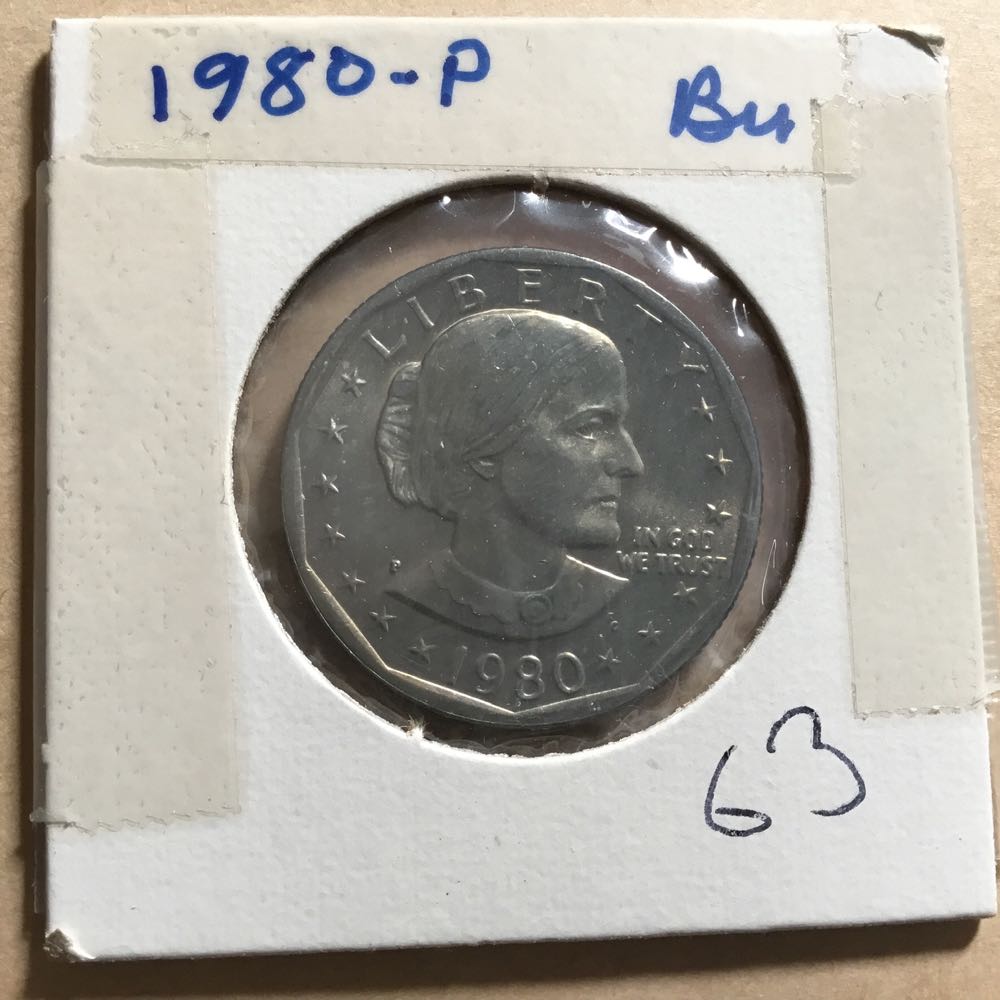 1980-P
Bu
LIBERTY
P
IN GOD
WE TRUST
1980
63